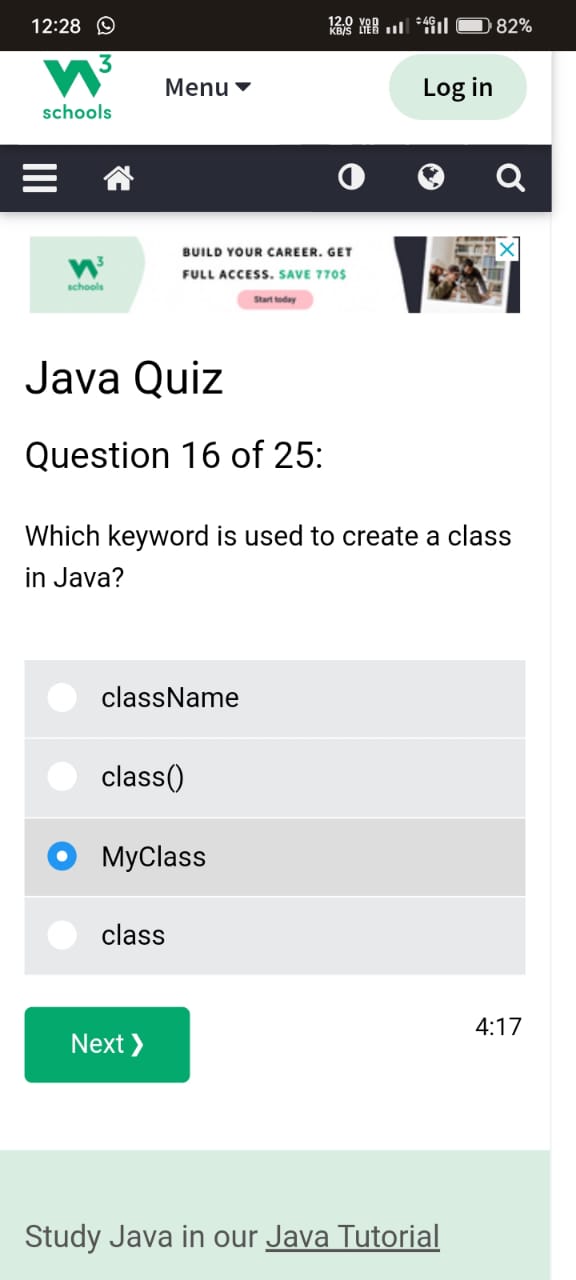 12:28
12.0 KB/S VoD LTE 4G 82%
3
schools
Menu
Log in
3
schools
BUILD YOUR CAREER. GET
FULL ACCESS. SAVE 770$
Start today
Java Quiz
Question 16 of 25:
Which keyword is used to create a class
in Java?
className
class()
MyClass
class
Next ❯
4:17
Study Java in our Java Tutorial